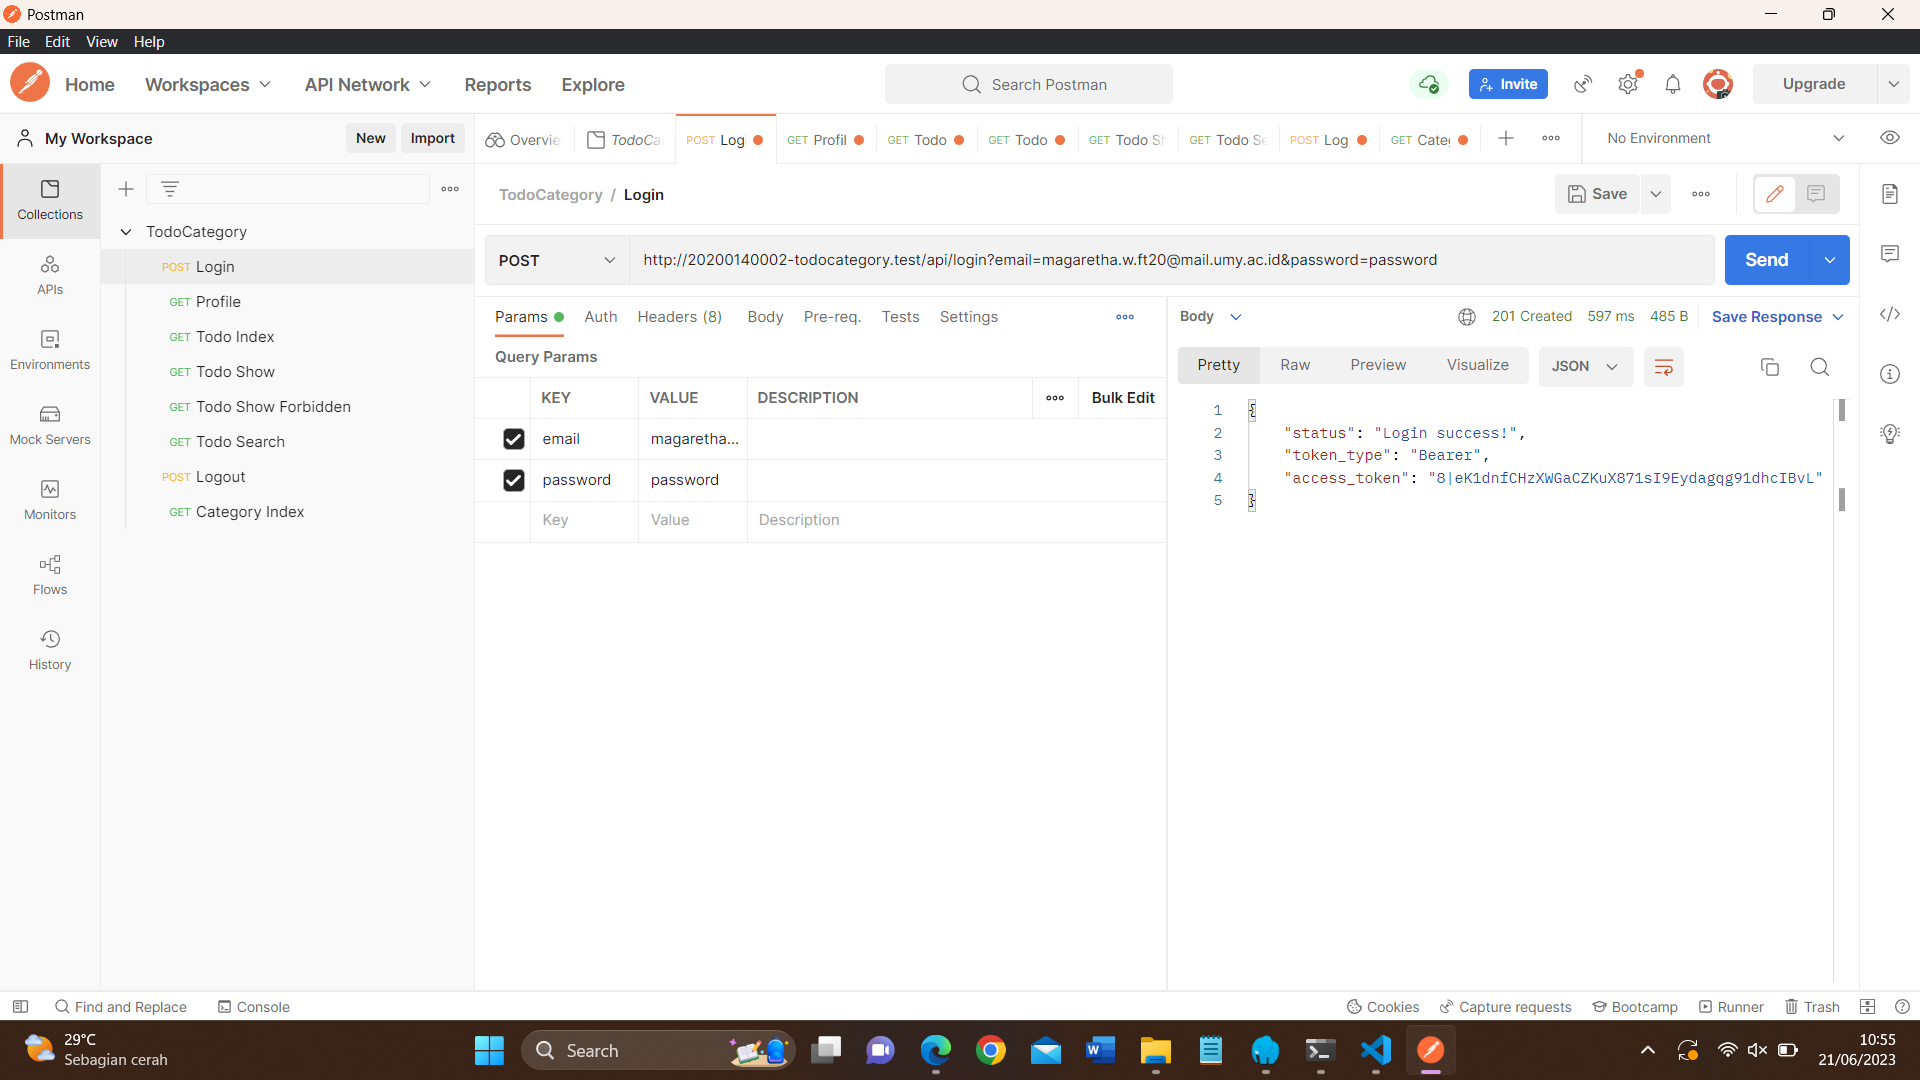 Postman
File Edit View Help
Home Workspaces API Network Reports Explore Search Postman Invite Upgrade
My Workspace New Import Overvie TodoCa POST Log GET Profil GET Todo GET Todo GET Todo Sh GET Todo Se POST Log GET Categ No Environment
Collections
APIs
Environments
Mock Servers
Monitors
Flows
History
TodoCategory
POST Login
GET Profile
GET Todo Index
GET Todo Show
GET Todo Show Forbidden
GET Todo Search
POST Logout
GET Category Index
TodoCategory / Login Save
POST http://20200140002-todocategory.test/api/login?email=magaretha.w.ft20@mail.umy.ac.id&password=password Send
Params Auth Headers (8) Body Pre-req. Tests Settings
Query Params
KEY VALUE DESCRIPTION Bulk Edit
email magaretha...
password password
Key Value Description
Body 201 Created 597 ms 485 B Save Response
Pretty Raw Preview Visualize JSON
1 {
2 "status": "Login success!",
3 "token_type": "Bearer",
4 "access_token": "8|eK1dnfCHzXWGaCZKuX871sI9Eydagqg91dhcIBvL"
5 }
Find and Replace Console Cookies Capture requests Bootcamp Runner Trash
29°C
Sebagian cerah
Search
10:55
21/06/2023